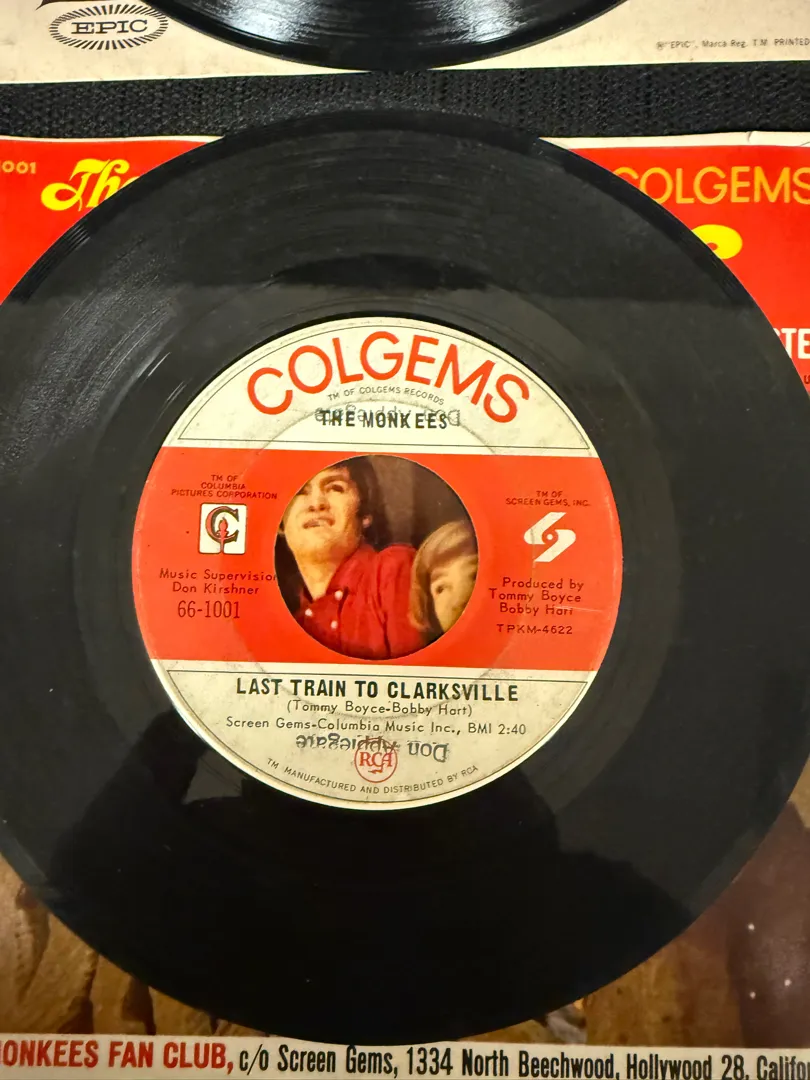 EPIC
"EPIC", Marca Reg. T.M. PRINTED
The
COLGEMS
COLGEMS
TM OF COLGEMS RECORDS
THE MONKEES
Don Applegate
TM OF
COLUMBIA
PICTURES CORPORATION
TM OF
SCREEN GEMS, INC.
C
Music Supervision
Don Kirshner
66-1001
Produced by
Tommy Boyce
Bobby Hart
TPKM-4622
LAST TRAIN TO CLARKSVILLE
(Tommy Boyce-Bobby Hart)
Screen Gems-Columbia Music Inc., BMI 2:40
Don Applegate
RCA
TM MANUFACTURED AND DISTRIBUTED BY RCA
MONKEES FAN CLUB, c/o Screen Gems, 1334 North Beechwood, Hollywood 28, Califo